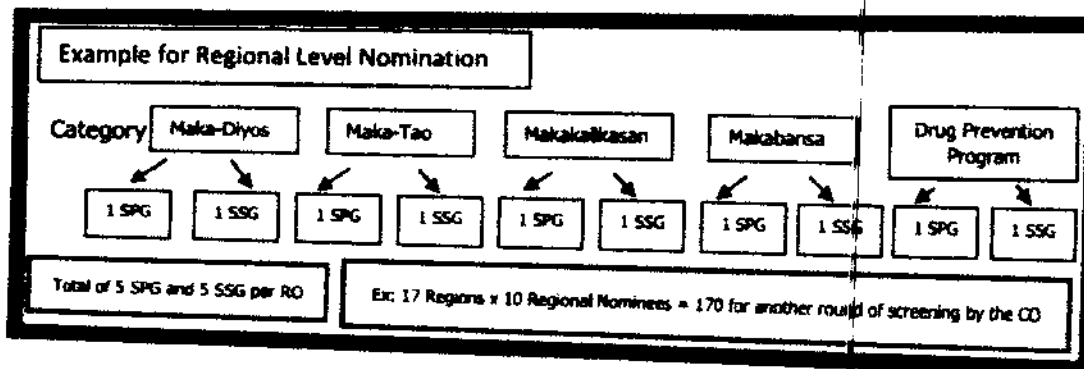 Example for Regional Level Nomination
Category Maka-Diyos Maka-Tao Makakalikasan Makabansa Drug Prevention
Program
1 SPG 1 SSG 1 SPG 1 SSG 1 SPG 1 SSG 1 SPG 1 SSG 1 SPG 1 SSG
Total of 5 SPG and 5 SSG per RO
Ex: 17 Regions x 10 Regional Nominees = 170 for another round of screening by the CO